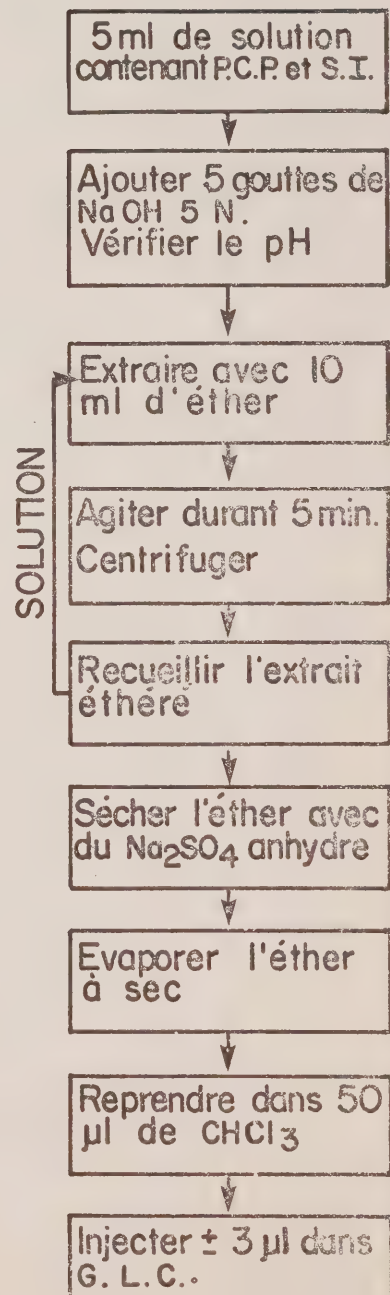 5 ml de solution
contenant P.C.P. et S.I.
Ajouter 5 gouttes de
NaOH 5 N.
Vérifier le pH
Extraire avec 10
ml d'éther
Agiter durant 5 min.
Centrifuger
Recueillir l'extrait
éthéré
SOLUTION
Sécher l'éther avec
du Na₂SO₄ anhydre
Evaporer l'éther
à sec
Reprendre dans 50
µl de CHCl₃
Injecter ± 3 µl dans
G. L. C..